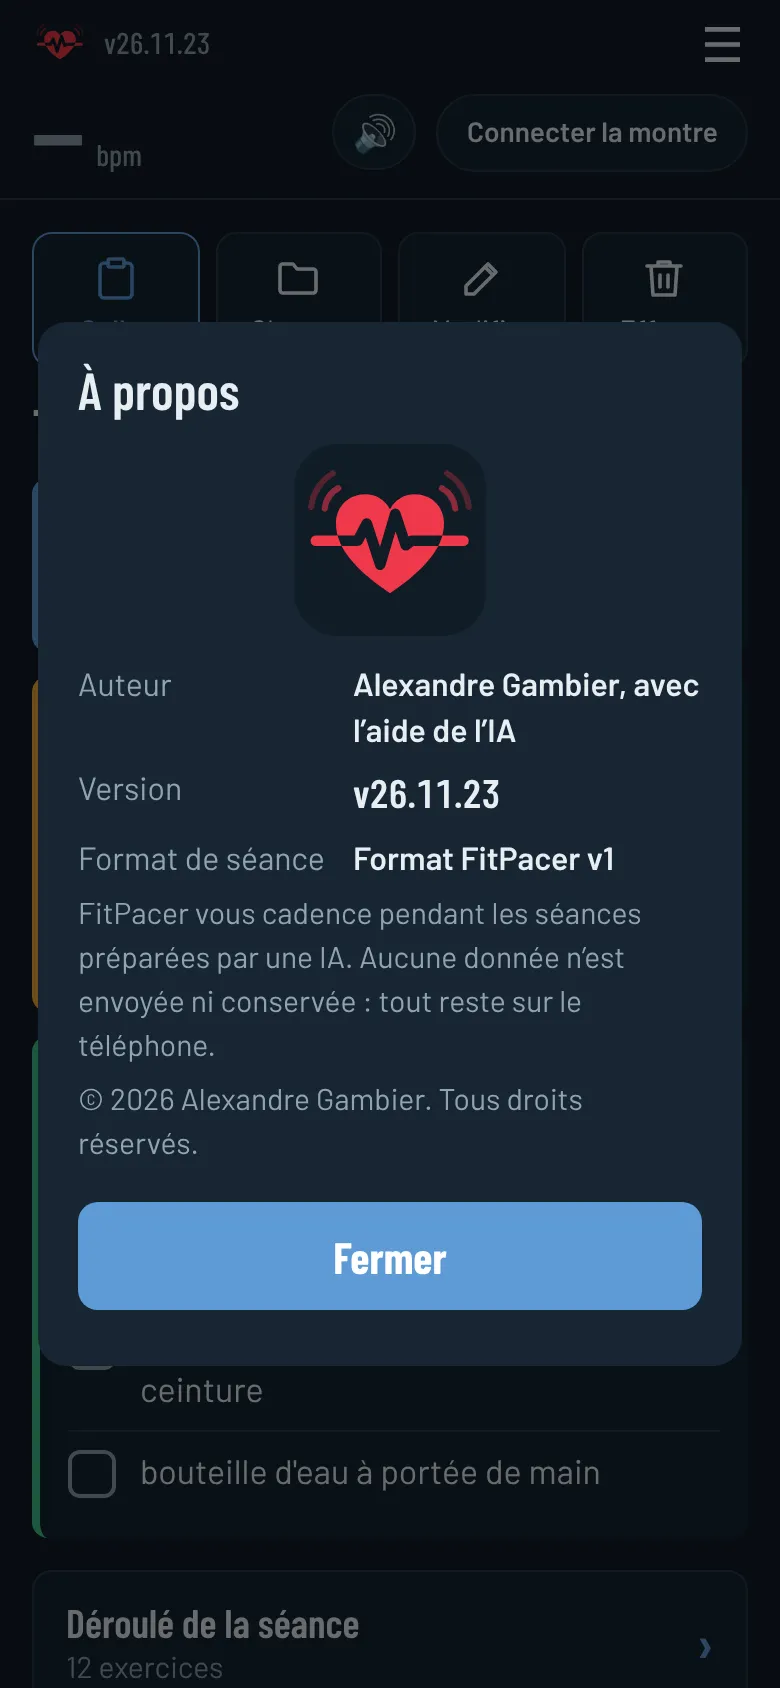 v26.11.23
bpm
Connecter la montre
À propos
Auteur
Alexandre Gambier, avec
l’aide de l’IA
Version
v26.11.23
Format de séance
Format FitPacer v1
FitPacer vous cadence pendant les séances
préparées par une IA. Aucune donnée n’est
envoyée ni conservée : tout reste sur le
téléphone.
© 2026 Alexandre Gambier. Tous droits
réservés.
Fermer
ceinture
bouteille d'eau à portée de main
Déroulé de la séance
12 exercices